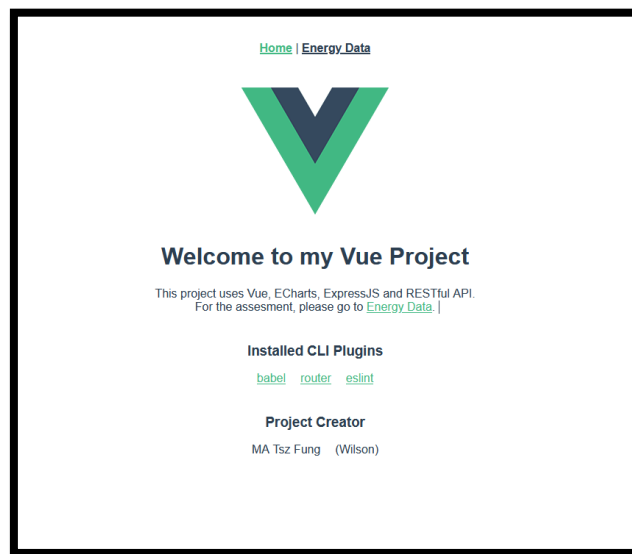 Home | Energy Data
Welcome to my Vue Project
This project uses Vue, ECharts, ExpressJS and RESTful API.
For the assesment, please go to Energy Data. |
Installed CLI Plugins
babel router eslint
Project Creator
MA Tsz Fung (Wilson)